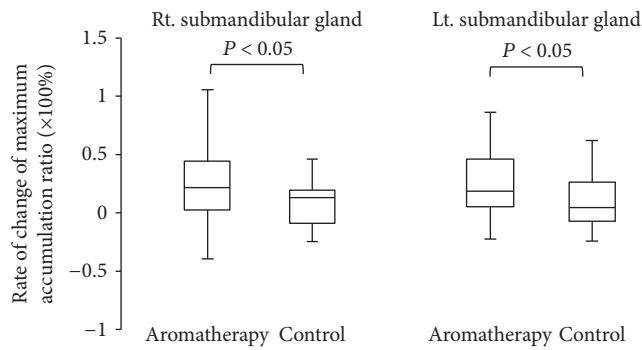 Rt. submandibular gland
Lt. submandibular gland
P < 0.05
P < 0.05
Rate of change of maximum
accumulation ratio (×100%)
1.5
1
0.5
0
−0.5
−1
Aromatherapy Control
Aromatherapy Control